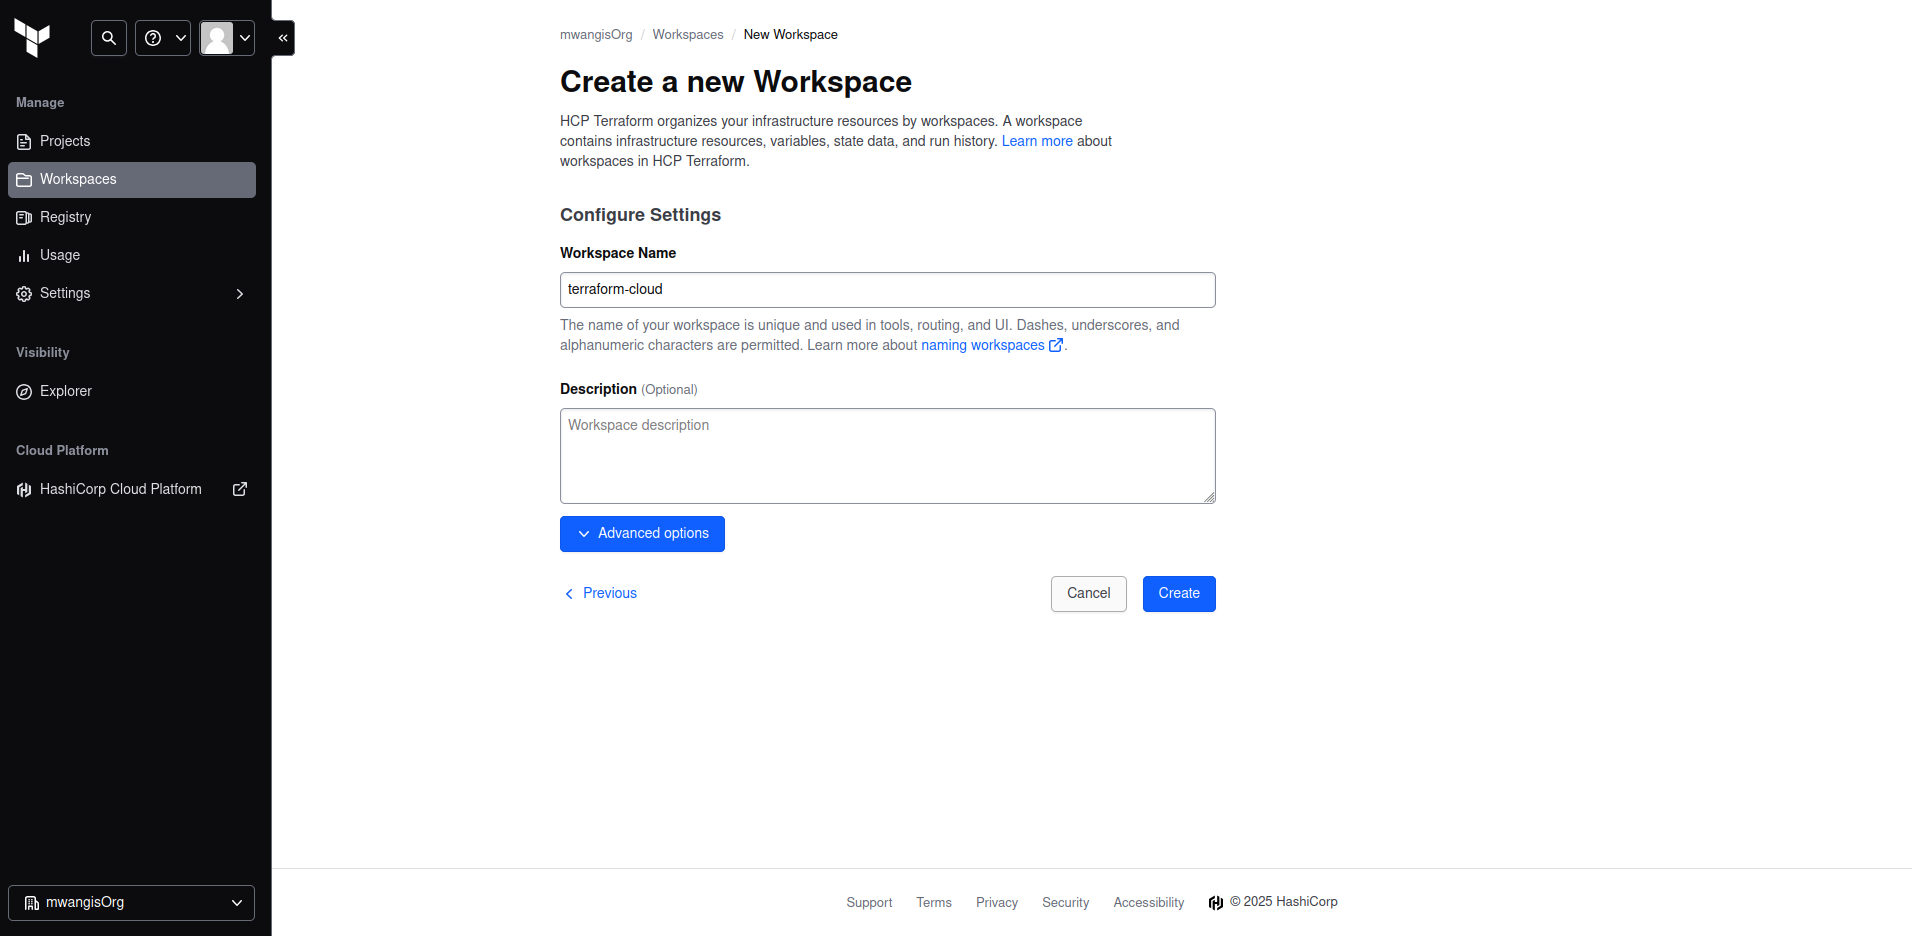 Manage
Projects
Workspaces
Registry
Usage
Settings
Visibility
Explorer
Cloud Platform
HashiCorp Cloud Platform
mwangisOrg
mwangisOrg / Workspaces / New Workspace
Create a new Workspace
HCP Terraform organizes your infrastructure resources by workspaces. A workspace
contains infrastructure resources, variables, state data, and run history. Learn more about
workspaces in HCP Terraform.
Configure Settings
Workspace Name
terraform-cloud
The name of your workspace is unique and used in tools, routing, and UI. Dashes, underscores, and
alphanumeric characters are permitted. Learn more about naming workspaces.
Description (Optional)
Workspace description
Advanced options
Previous
Cancel
Create
Support Terms Privacy Security Accessibility © 2025 HashiCorp